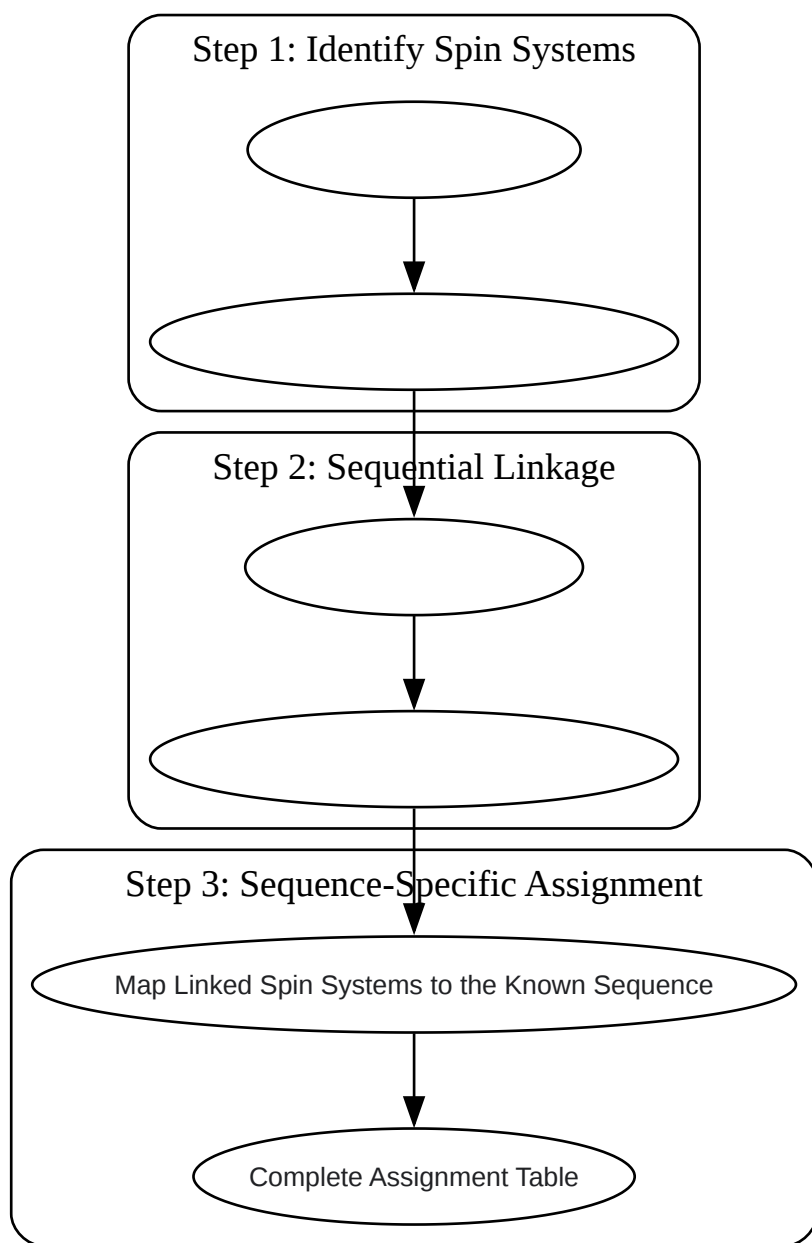 Step 1: Identify Spin Systems
Step 2: Sequential Linkage
Step 3: Sequence-Specific Assignment
Map Linked Spin Systems to the Known Sequence
Complete Assignment Table